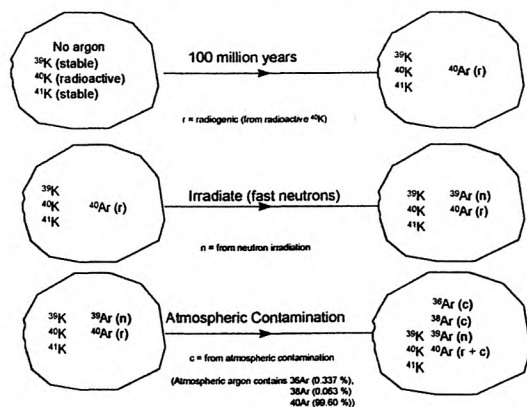 No argon
³⁹K (stable)
⁴⁰K (radioactive)
⁴¹K (stable)
100 million years
r = radiogenic (from radioactive ⁴⁰K)
³⁹K
⁴⁰K ⁴⁰Ar (r)
⁴¹K
³⁹K
⁴⁰K ⁴⁰Ar (r)
⁴¹K
Irradiate (fast neutrons)
n = from neutron irradiation
³⁹K ³⁹Ar (n)
⁴⁰K ⁴⁰Ar (r)
⁴¹K
³⁹K ³⁹Ar (n)
⁴⁰K ⁴⁰Ar (r)
⁴¹K
Atmospheric Contamination
c = from atmospheric contamination
(Atmospheric argon contains 36Ar (0.337 %),
38Ar (0.063 %)
40Ar (99.60 %))
³⁶Ar (c)
³⁸Ar (c)
³⁹K ³⁹Ar (n)
⁴⁰K ⁴⁰Ar (r + c)
⁴¹K